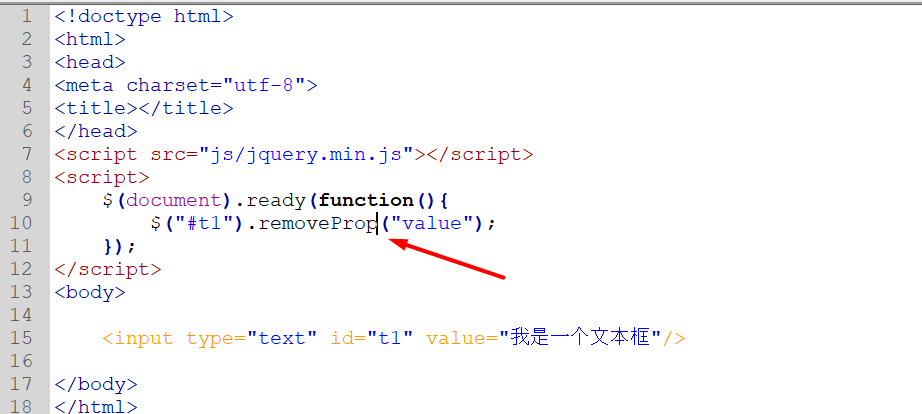 1 <!doctype html>
2 <html>
3 <head>
4 <meta charset="utf-8">
5 <title></title>
6 </head>
7 <script src="js/jquery.min.js"></script>
8 <script>
9     $(document).ready(function(){
10         $("#t1").removeProp("value");
11     });
12 </script>
13 <body>
14
15     <input type="text" id="t1" value="我是一个文本框"/>
16
17 </body>
18 </html>